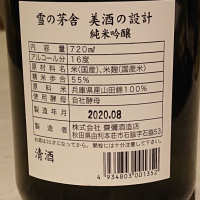 雪の茅舎 美酒の設計
純米吟醸
内容量 720㎖
アルコール分 16度
原材料名 米(国産)、米麹(国産米)
精米歩合 55%
原料米 兵庫県産山田錦100%
使用酵母 自社酵母
製造年月 2020.08
製造者 株式会社 齋彌酒造店
秋田県由利本荘市石脇字石脇53
清酒
4934803001352